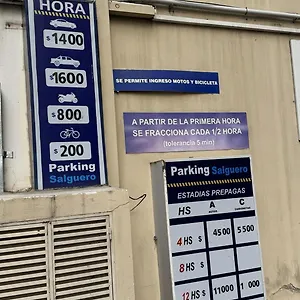 HORA
$ 1400
$ 1600
$ 800
$ 200
Parking
Salguero
SE PERMITE INGRESO MOTOS Y BICICLETA
A PARTIR DE LA PRIMERA HORA
SE FRACCIONA CADA 1/2 HORA
(tolerancia 5 min)
Parking Salguero
ESTADIAS PREPAGAS
HS A C
4 HS $ 4500 5500
8 HS $
12 HS $ 11000